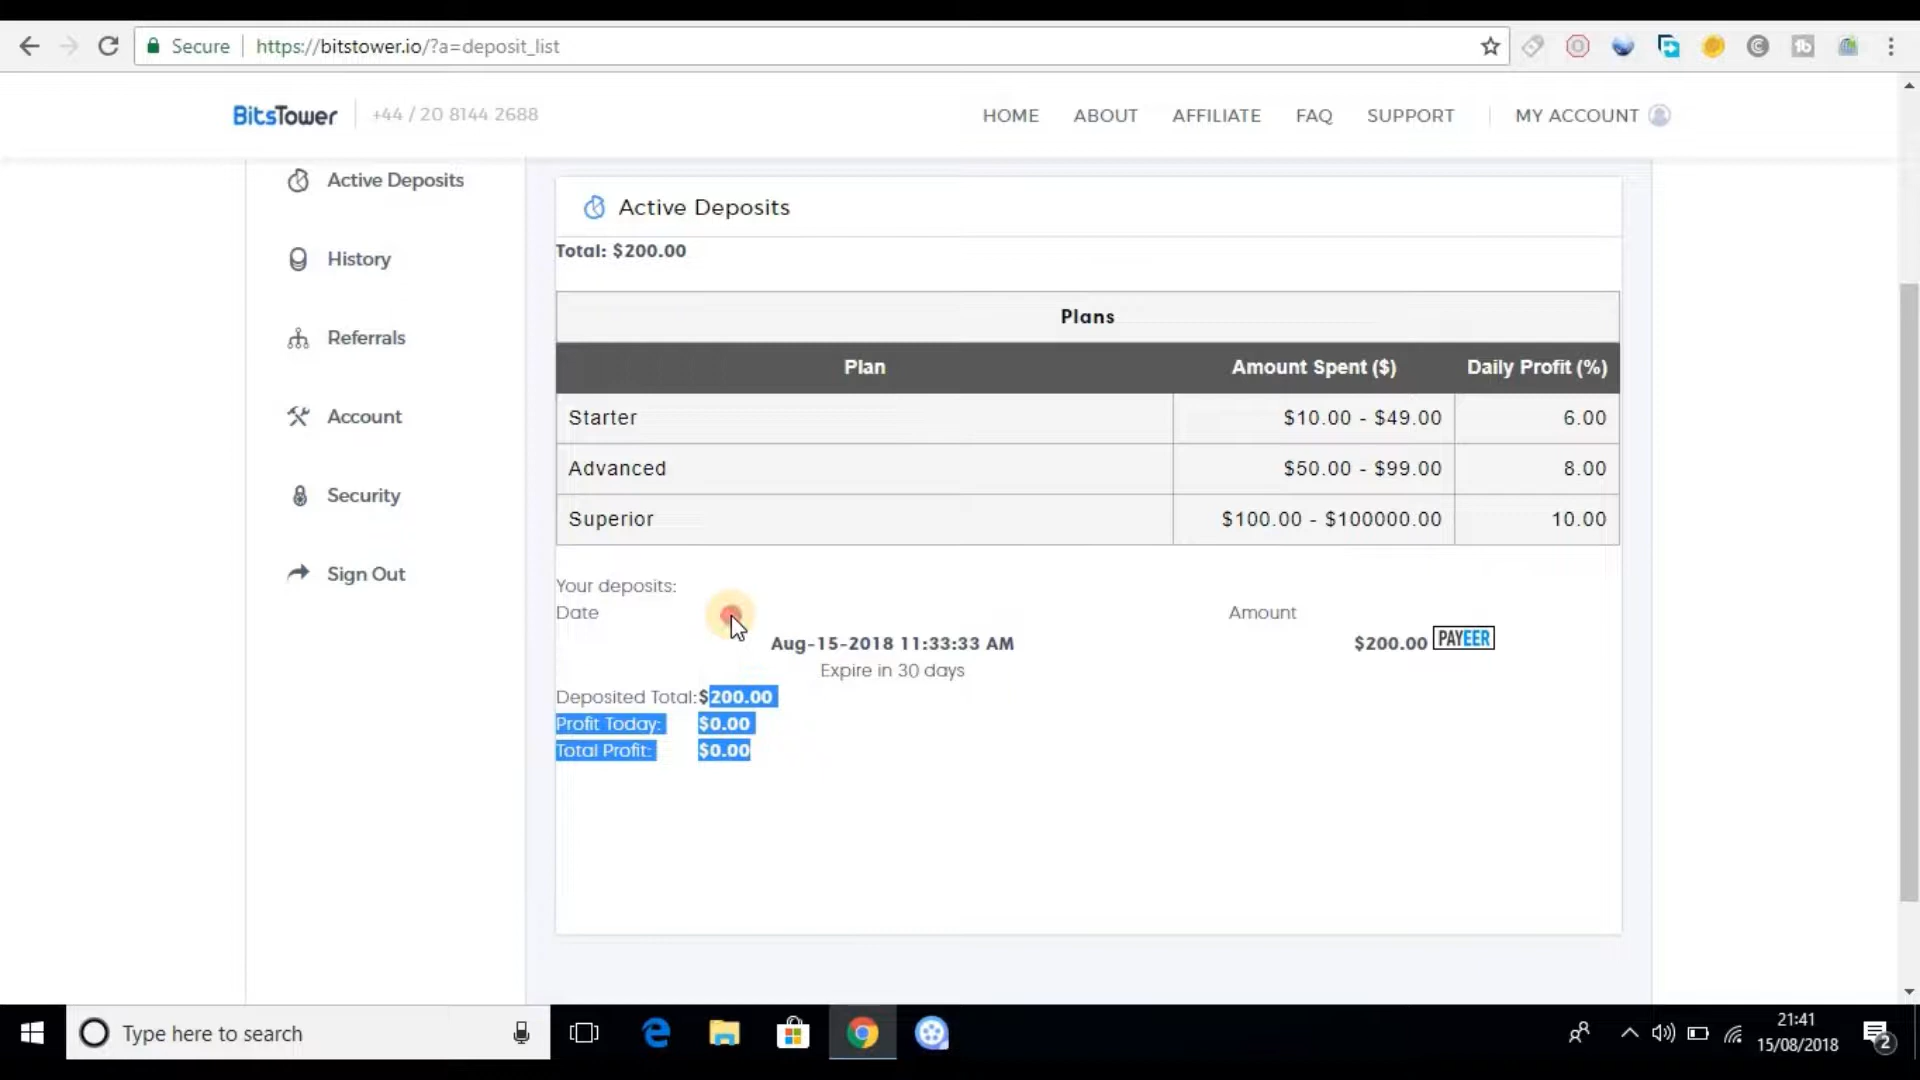 Secure https://bitstower.io/?a=deposit_list
BitsTower +44 / 20 8144 2688 HOME ABOUT AFFILIATE FAQ SUPPORT MY ACCOUNT
Active Deposits
History
Referrals
Account
Security
Sign Out
Active Deposits
Total: $200.00
Plans
Plan Amount Spent ($) Daily Profit (%)
Starter $10.00 - $49.00 6.00
Advanced $50.00 - $99.00 8.00
Superior $100.00 - $100000.00 10.00
Your deposits:
Date Amount
Aug-15-2018 11:33:33 AM $200.00 PAYEER
Expire in 30 days
Deposited Total: $200.00
Profit Today: $0.00
Total Profit: $0.00
Type here to search
21:41
15/08/2018
2